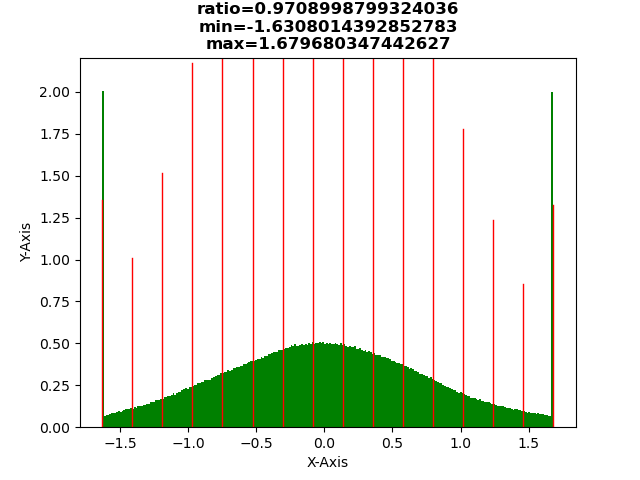 ratio=0.9708998799324036
min=-1.6308014392852783
max=1.679680347442627
2.00
1.75
1.50
1.25
1.00
0.75
0.50
0.25
0.00
Y-Axis
−1.5 −1.0 −0.5 0.0 0.5 1.0 1.5
X-Axis